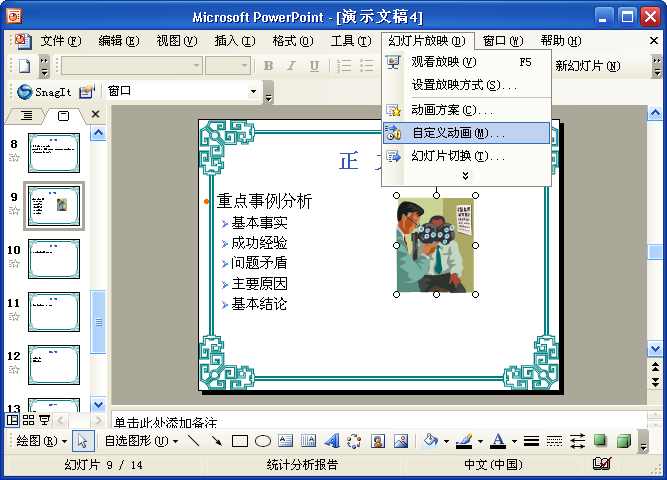 Microsoft PowerPoint - [演示文稿4]
文件(F) 编辑(E) 视图(V) 插入(I) 格式(O) 工具(T) 幻灯片放映(D) 窗口(W) 帮助(H)
观看放映(V) F5
设置放映方式(S)...
动画方案(C)...
自定义动画(M)...
幻灯片切换(T)...
B I U
新幻灯片(N)
SnagIt 窗口
8
9
10
11
12
13
正
重点事例分析
基本事实
成功经验
问题矛盾
主要原因
基本结论
单击此处添加备注
绘图(R) 自选图形(U)
幻灯片 9 / 14 统计分析报告 中文(中国)